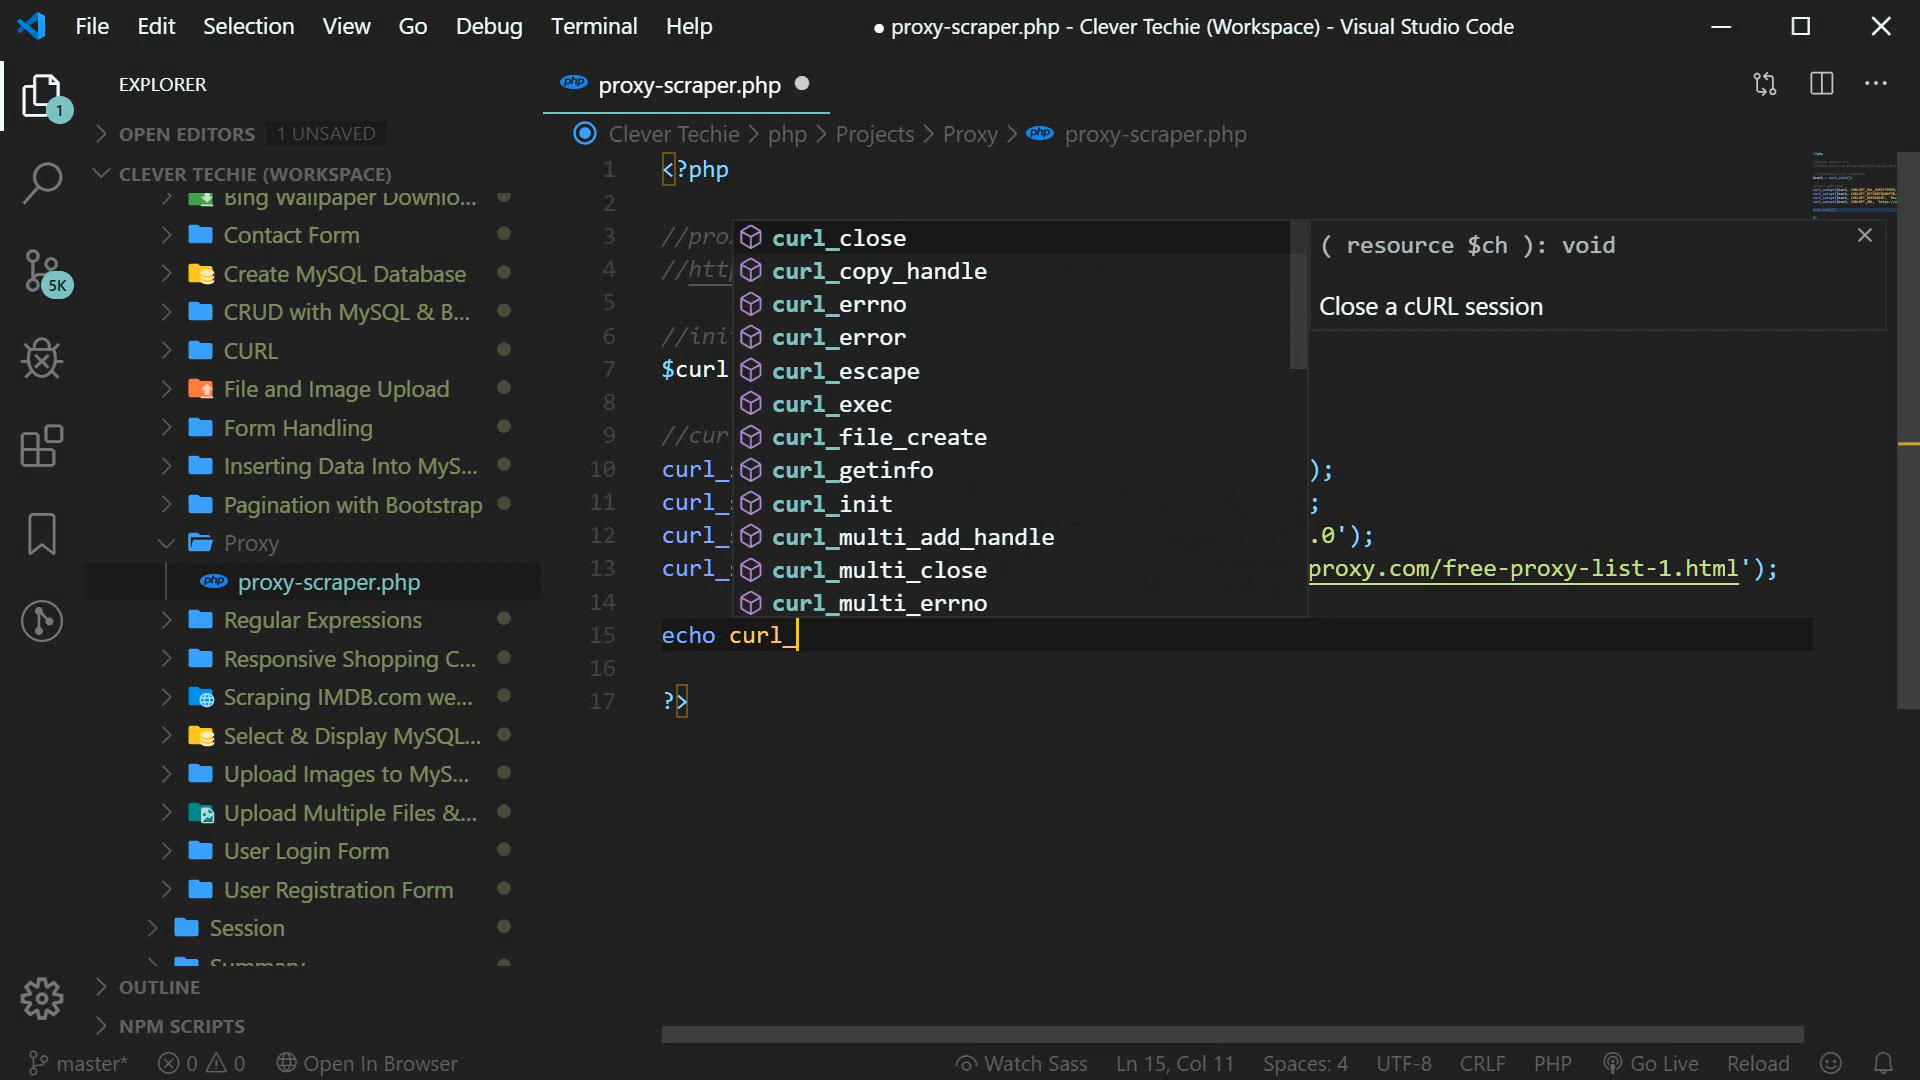 File Edit Selection View Go Debug Terminal Help
● proxy-scraper.php - Clever Techie (Workspace) - Visual Studio Code
EXPLORER
1
OPEN EDITORS 1 UNSAVED
CLEVER TECHIE (WORKSPACE)
Bing Wallpaper Downlo...
Contact Form
Create MySQL Database
5K
CRUD with MySQL & B...
CURL
File and Image Upload
Form Handling
Inserting Data Into MyS...
Pagination with Bootstrap
Proxy
php proxy-scraper.php
Regular Expressions
Responsive Shopping C...
Scraping IMDB.com we...
Select & Display MySQL...
Upload Images to MyS...
Upload Multiple Files &...
User Login Form
User Registration Form
Session
Summary
OUTLINE
NPM SCRIPTS
php proxy-scraper.php ●
Clever Techie > php > Projects > Proxy > php proxy-scraper.php
1 <?php
2
3 //pro
4 //htt
5
6 //ini
7 $curl
8
9 //cur
10 curl_ );
11 curl_ ;
12 curl_ .0');
13 curl_ proxy.com/free-proxy-list-1.html');
14
15 echo curl_
16
17 ?>
curl_close
curl_copy_handle
curl_errno
curl_error
curl_escape
curl_exec
curl_file_create
curl_getinfo
curl_init
curl_multi_add_handle
curl_multi_close
curl_multi_errno
( resource $ch ): void
Close a cURL session
master* 0 0 Open In Browser Watch Sass Ln 15, Col 11 Spaces: 4 UTF-8 CRLF PHP Go Live Reload